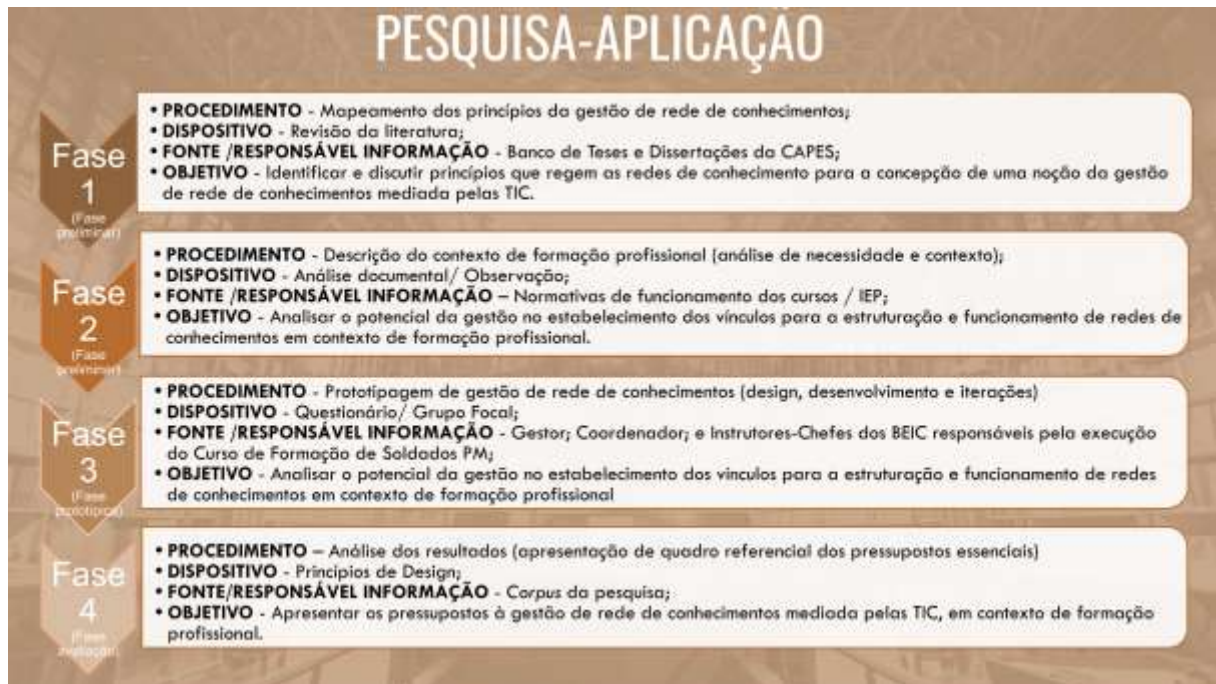 PESQUISA-APLICAÇÃO
Fase
1
(Fase
preliminar)
• PROCEDIMENTO - Mapeamento dos princípios da gestão de rede de conhecimentos;
• DISPOSITIVO - Revisão da literatura;
• FONTE /RESPONSÁVEL INFORMAÇÃO - Banco de Teses e Dissertações da CAPES;
• OBJETIVO - Identificar e discutir princípios que regem as redes de conhecimento para a concepção de uma noção da gestão
de rede de conhecimentos mediada pelas TIC.
Fase
2
(Fase
preliminar)
• PROCEDIMENTO - Descrição do contexto de formação profissional (análise de necessidade e contexto);
• DISPOSITIVO - Análise documental/ Observação;
• FONTE /RESPONSÁVEL INFORMAÇÃO – Normativas de funcionamento dos cursos / IEP;
• OBJETIVO - Analisar o potencial da gestão no estabelecimento dos vínculos para a estruturação e funcionamento de redes de
conhecimentos em contexto de formação profissional.
Fase
3
(Fase
prototípica)
• PROCEDIMENTO - Prototipagem de gestão de rede de conhecimentos (design, desenvolvimento e iterações)
• DISPOSITIVO - Questionário/ Grupo Focal;
• FONTE /RESPONSÁVEL INFORMAÇÃO - Gestor; Coordenador; e Instrutores-Chefes dos BEIC responsáveis pela execução
do Curso de Formação de Soldados PM;
• OBJETIVO - Analisar o potencial da gestão no estabelecimento dos vínculos para a estruturação e funcionamento de redes
de conhecimentos em contexto de formação profissional
Fase
4
(Fase
avaliação)
• PROCEDIMENTO – Análise dos resultados (apresentação de quadro referencial dos pressupostos essenciais)
• DISPOSITIVO - Princípios de Design;
• FONTE/RESPONSÁVEL INFORMAÇÃO - Corpus da pesquisa;
• OBJETIVO - Apresentar os pressupostos à gestão de rede de conhecimentos mediada pelas TIC, em contexto de formação
profissional.